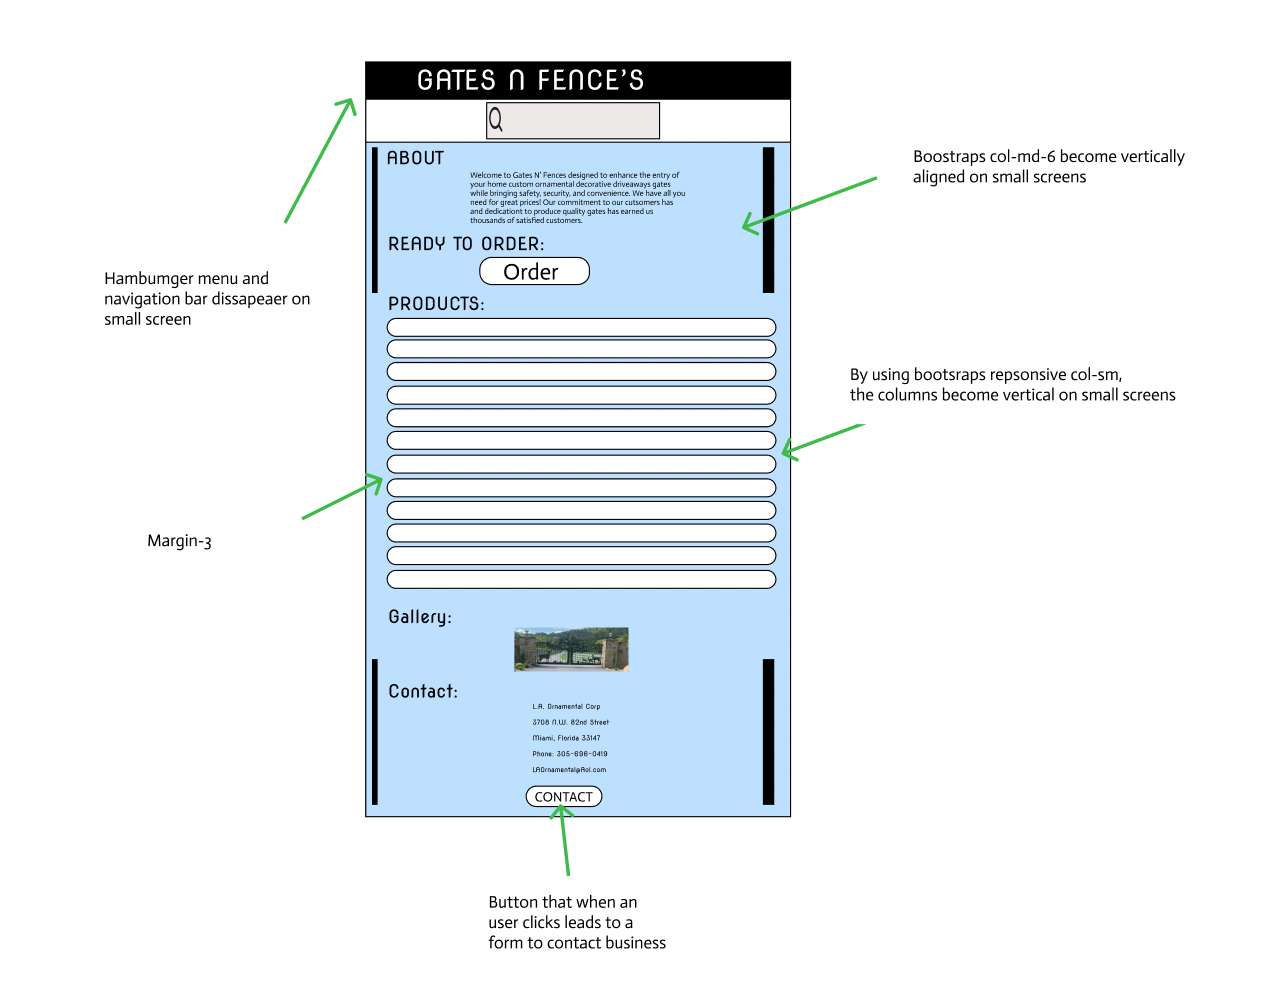 GATES N FENCE'S
ABOUT
Welcome to Gates N' Fences designed to enhance the entry of
your home custom ornamental decorative driveaways gates
while bringing safety, security, and convenience. We have all you
need for great prices! Our commitment to our cutsomers has
and dedicationt to produce quality gates has earned us
thousands of satisfied customers.
READY TO ORDER:
Order
PRODUCTS:
Gallery:
Contact:
L.A. Ornamental Corp
3708 N.W. 82nd Street
Miami, Florida 33147
Phone: 305-696-0419
LAOrnamental@Aol.com
CONTACT
Hambumger menu and
navigation bar dissapeaer on
small screen
Margin-3
Boostraps col-md-6 become vertically
aligned on small screens
By using bootsraps repsonsive col-sm,
the columns become vertical on small screens
Button that when an
user clicks leads to a
form to contact business